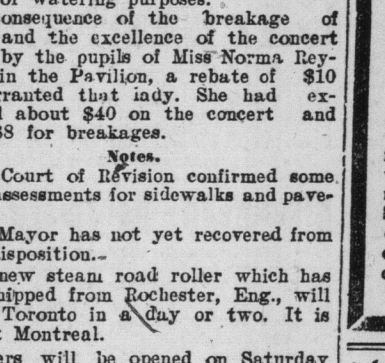 or watering purposes.
onsequence of the breakage of
and the excellence of the concert
by the pupils of Miss Norma Rey-
in the Pavilion, a rebate of $10
rranted that lady. She had ex-
l about $40 on the concert and
$8 for breakages.
Notes.
Court of Revision confirmed some
assessments for sidewalks and pave-
Mayor has not yet recovered from
isposition.
new steam road roller which has
hipped from Rochester, Eng., will
Toronto in a day or two. It is
t Montreal.
ers will be opened on Saturday